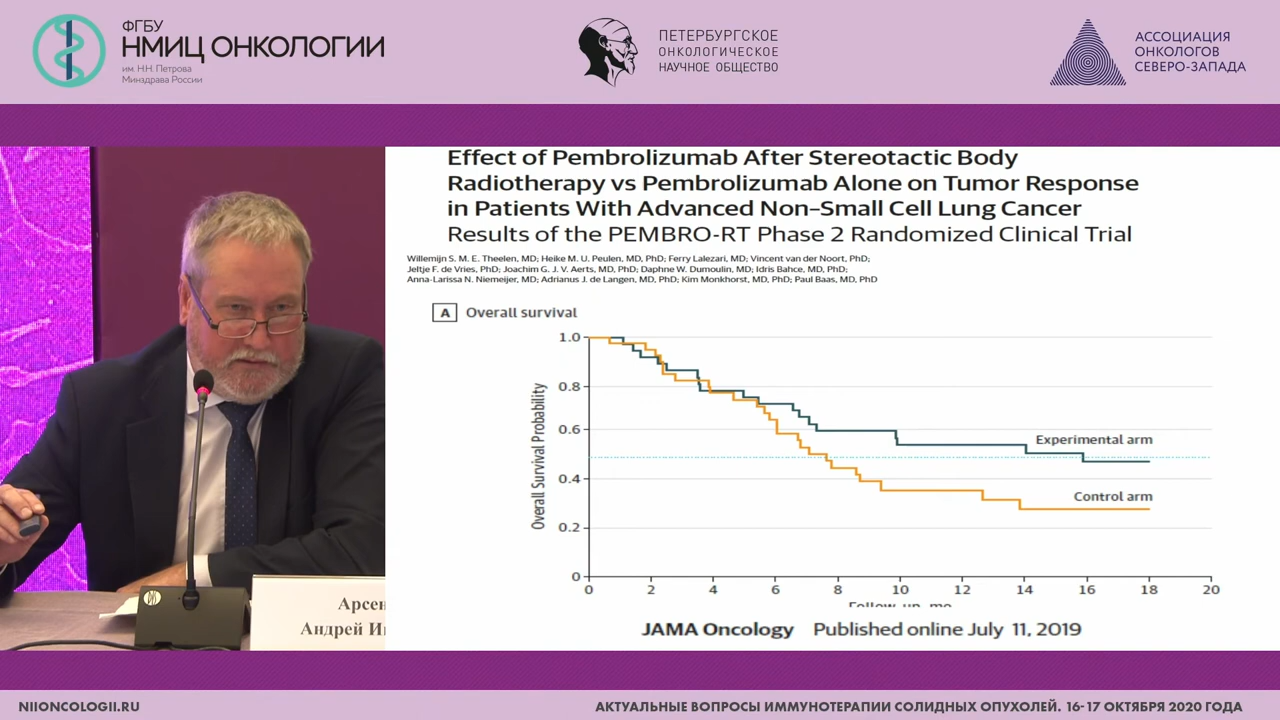 ФГБУ
НМИЦ ОНКОЛОГИИ
им. Н.Н. Петрова
Минздрава России
ПЕТЕРБУРГСКОЕ
ОНКОЛОГИЧЕСКОЕ
НАУЧНОЕ ОБЩЕСТВО
АССОЦИАЦИЯ
ОНКОЛОГОВ
СЕВЕРО-ЗАПАДА
Effect of Pembrolizumab After Stereotactic Body
Radiotherapy vs Pembrolizumab Alone on Tumor Response
in Patients With Advanced Non–Small Cell Lung Cancer
Results of the PEMBRO-RT Phase 2 Randomized Clinical Trial
Willemijn S. M. E. Theelen, MD; Heike M. U. Peulen, MD, PhD; Ferry Lalezari, MD; Vincent van der Noort, PhD;
Jeltje F. de Vries, PhD; Joachim G. J. V. Aerts, MD, PhD; Daphne W. Dumoulin, MD; Idris Bahce, MD, PhD;
Anna-Larissa N. Niemeijer, MD; Adrianus J. de Langen, MD, PhD; Kim Monkhorst, MD, PhD; Paul Baas, MD, PhD
A Overall survival
Overall Survival Probability
1.0
0.8
0.6
0.4
0.2
0
Experimental arm
Control arm
0 2 4 6 8 10 12 14 16 18 20
Follow-up, mo
JAMA Oncology Published online July 11, 2019
Арсен
Андрей И
NIIONCOLOGII.RU
АКТУАЛЬНЫЕ ВОПРОСЫ ИММУНОТЕРАПИИ СОЛИДНЫХ ОПУХОЛЕЙ. 16-17 ОКТЯБРЯ 2020 ГОДА